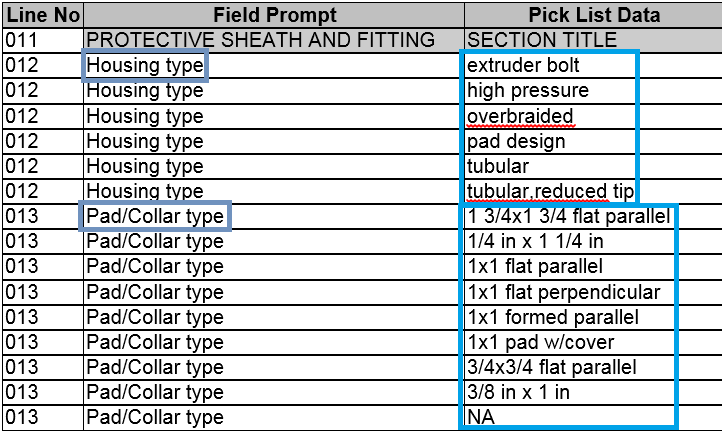 Line No Field Prompt Pick List Data
011 PROTECTIVE SHEATH AND FITTING SECTION TITLE
012 Housing type extruder bolt
012 Housing type high pressure
012 Housing type overbraided
012 Housing type pad design
012 Housing type tubular
012 Housing type tubular,reduced tip
013 Pad/Collar type 1 3/4x1 3/4 flat parallel
013 Pad/Collar type 1/4 in x 1 1/4 in
013 Pad/Collar type 1x1 flat parallel
013 Pad/Collar type 1x1 flat perpendicular
013 Pad/Collar type 1x1 formed parallel
013 Pad/Collar type 1x1 pad w/cover
013 Pad/Collar type 3/4x3/4 flat parallel
013 Pad/Collar type 3/8 in x 1 in
013 Pad/Collar type NA